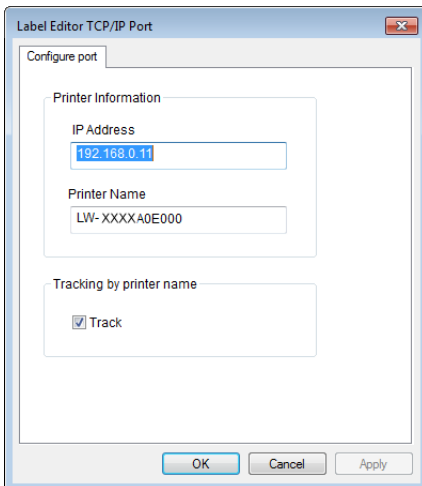 Label Editor TCP/IP Port
Configure port
Printer Information
IP Address
192.168.0.11
Printer Name
LW-XXXXA0E000
Tracking by printer name
Track
OK Cancel Apply